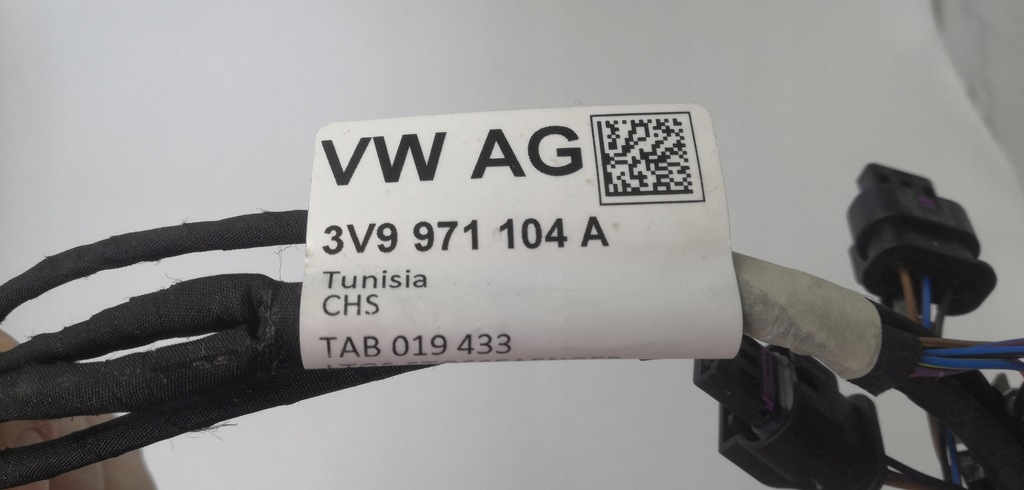 VW AG
3V9 971 104 A
Tunisia
CHS
TAB 019 433